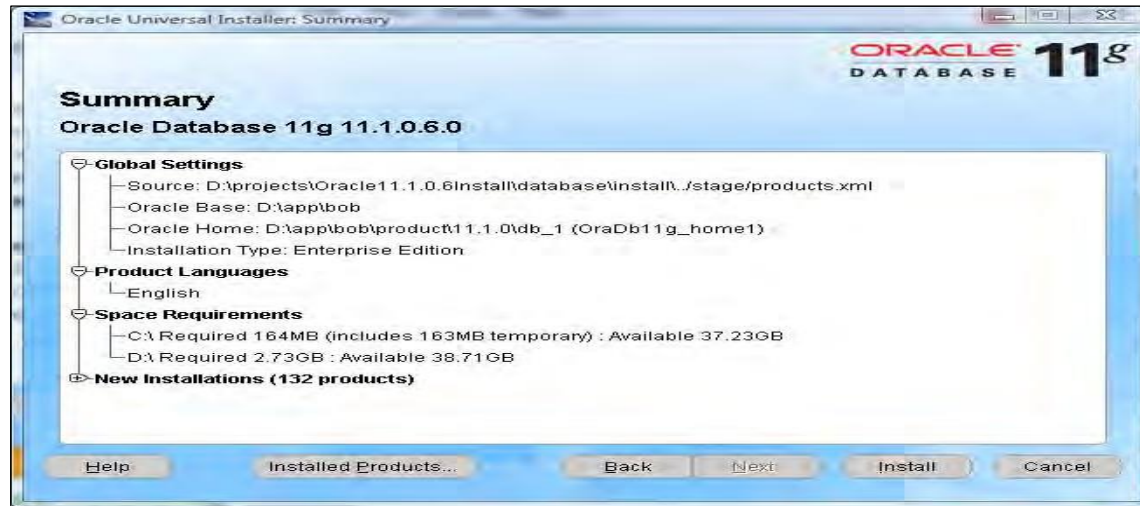 Oracle Universal Installer: Summary
ORACLE 11g
DATABASE
Summary
Oracle Database 11g 11.1.0.6.0
Global Settings
Source: D:\projects\Oracle11.1.0.6Install\database\install\../stage/products.xml
Oracle Base: D:\app\bob
Oracle Home: D:\app\bob\product\11.1.0\db_1 (OraDb11g_home1)
Installation Type: Enterprise Edition
Product Languages
English
Space Requirements
C:\ Required 164MB (includes 163MB temporary) : Available 37.23GB
D:\ Required 2.73GB : Available 38.71GB
New Installations (132 products)
Help Installed Products... Back Next Install Cancel